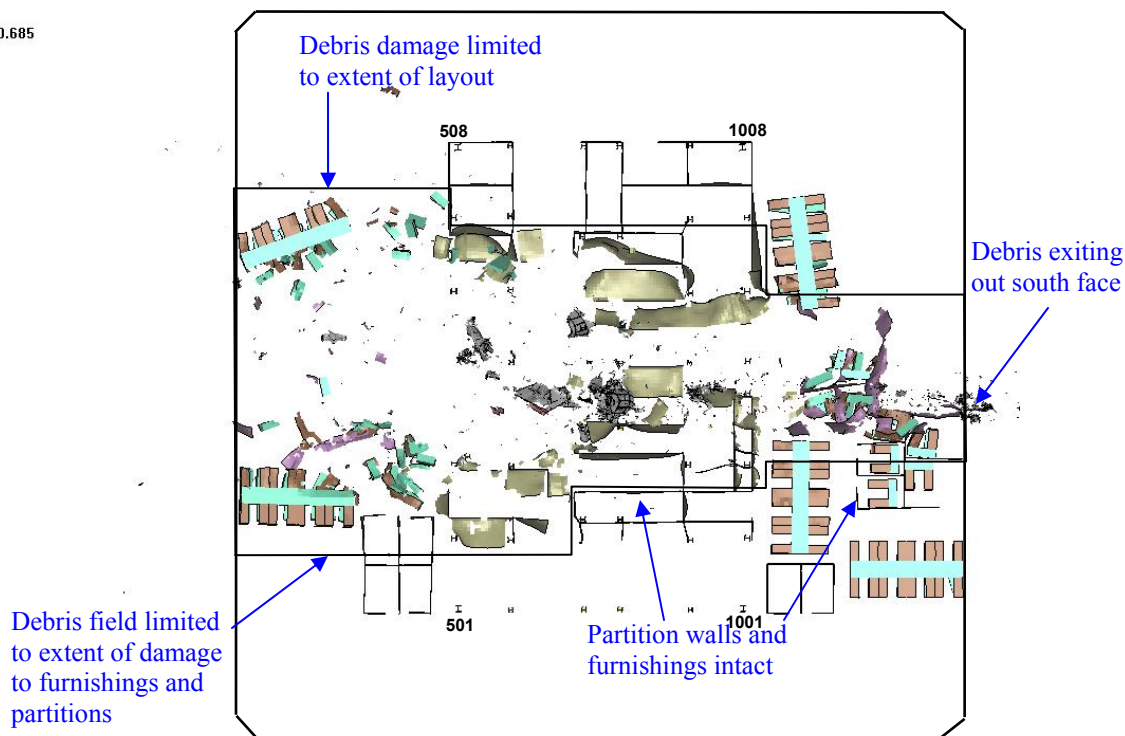 0.685
Debris damage limited
to extent of layout
508
1008
Debris exiting
out south face
Debris field limited
to extent of damage
to furnishings and
partitions
501
Partition walls and
furnishings intact
1001